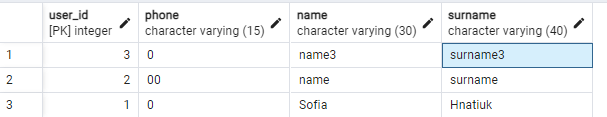 user_id phone name surname
[PK] integer character varying (15) character varying (30) character varying (40)
1 3 0 name3 surname3
2 2 00 name surname
3 1 0 Sofia Hnatiuk